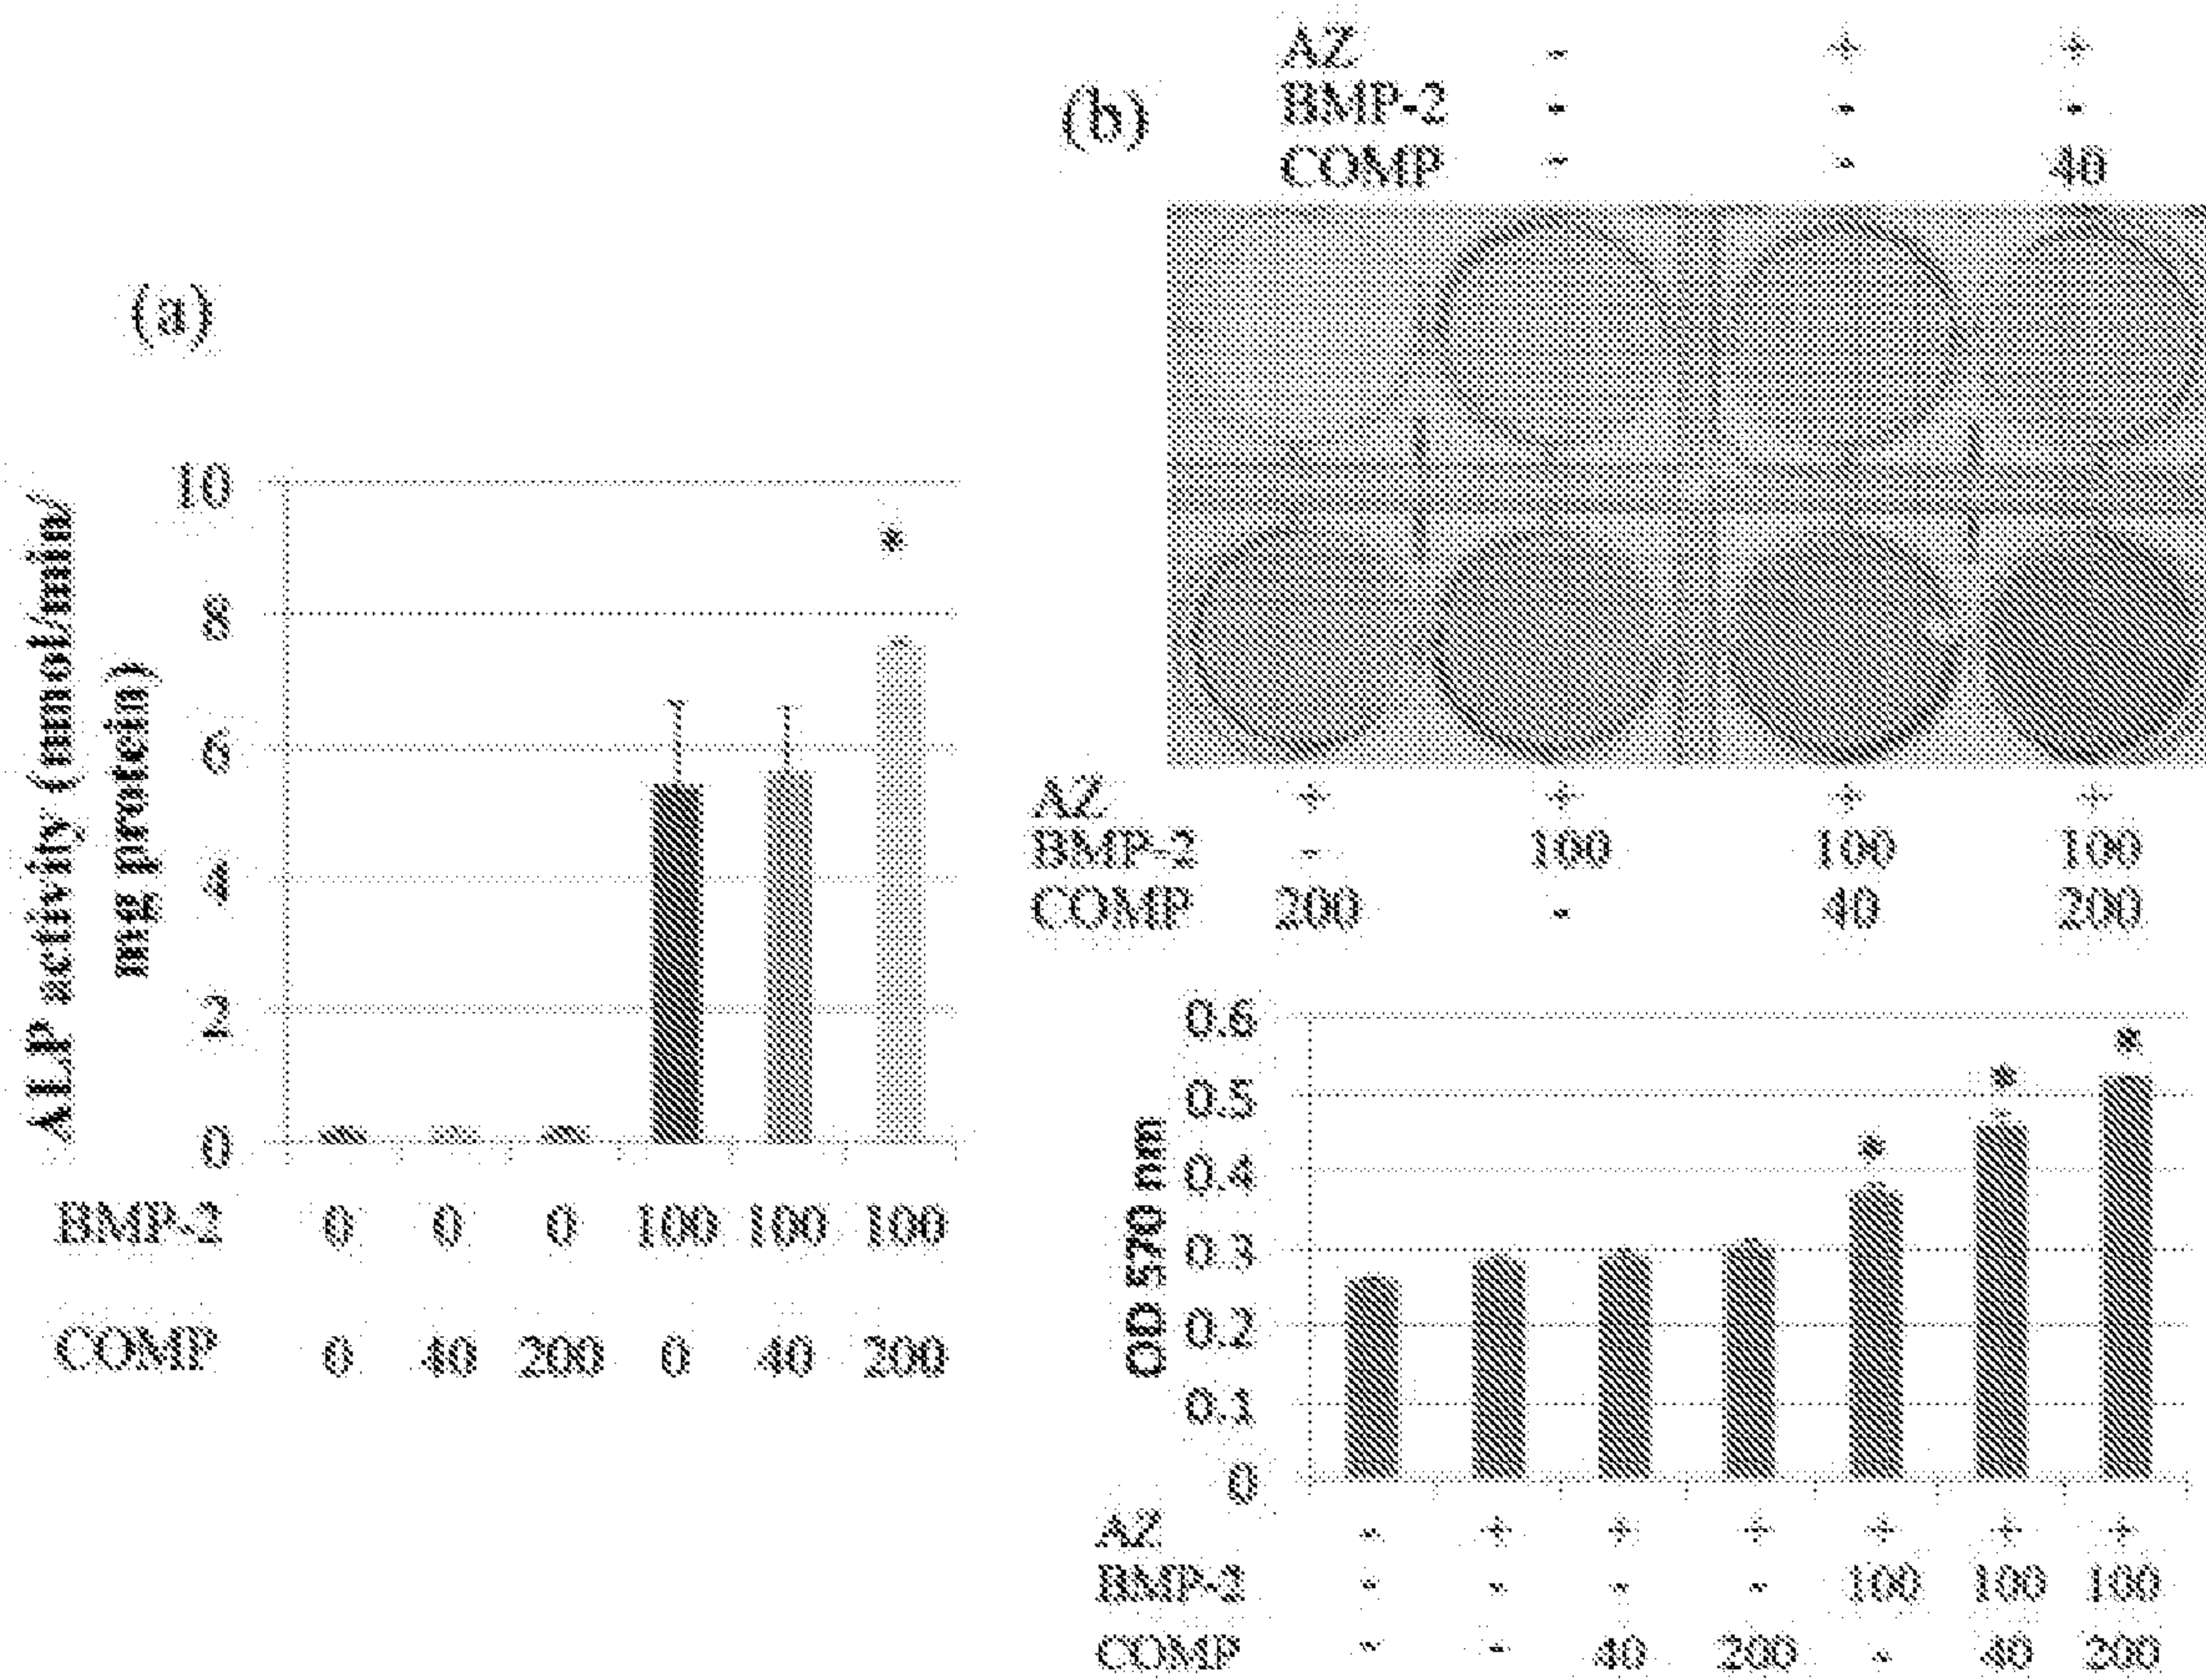 (a)
ALP activity (nmol/min/
mg protein)
10
8
6
4
2
0
*
BMP-2 0 0 0 100 100 100
COMP 0 40 200 0 40 200
(b)
AZ - + +
BMP-2 - - -
COMP - - 40
AZ + + + +
BMP-2 - 100 100 100
COMP 200 - 40 200
OD 570 nm
0.6
0.5
0.4
0.3
0.2
0.1
0
* * *
AZ - + + + + + +
BMP-2 - - - - 100 100 100
COMP - - 40 200 - 40 200